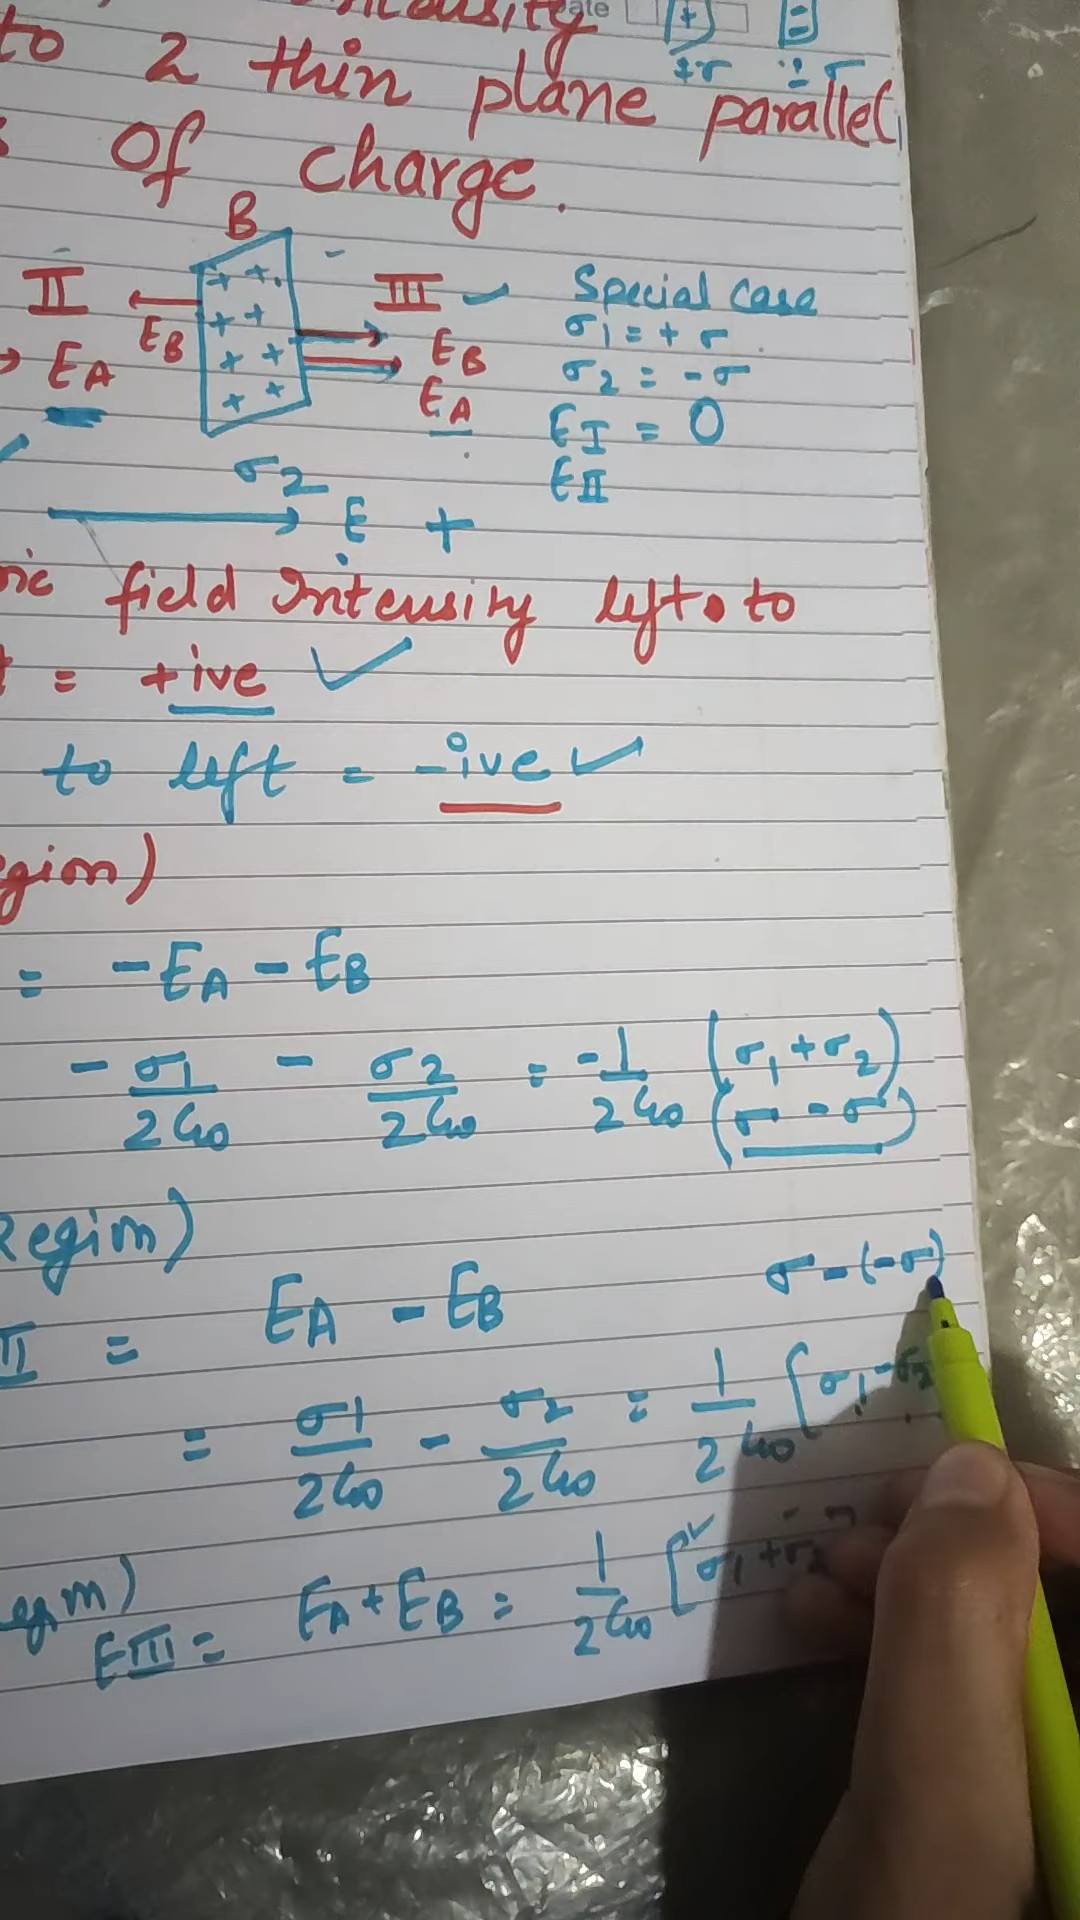 to 2 thin plane parallel
Of charge.
+σ -σ
B
II III Special case
EB EB σ1 = + σ
EA EA σ2 = - σ
EI = 0
EII
σ2
E +
field Intensity left to
= +ive
to left = -ive
= -EA - EB
- σ1/2ϵ0 - σ2/2ϵ0 = -1/2ϵ0 (σ1 + σ2)
(σ - σ)
Region)
σ - (-σ)
II = EA - EB
= σ1/2ϵ0 - σ2/2ϵ0 = 1/2ϵ0 [σ1 - σ2
EIII = EA + EB = 1/2ϵ0 [σ1 + σ2